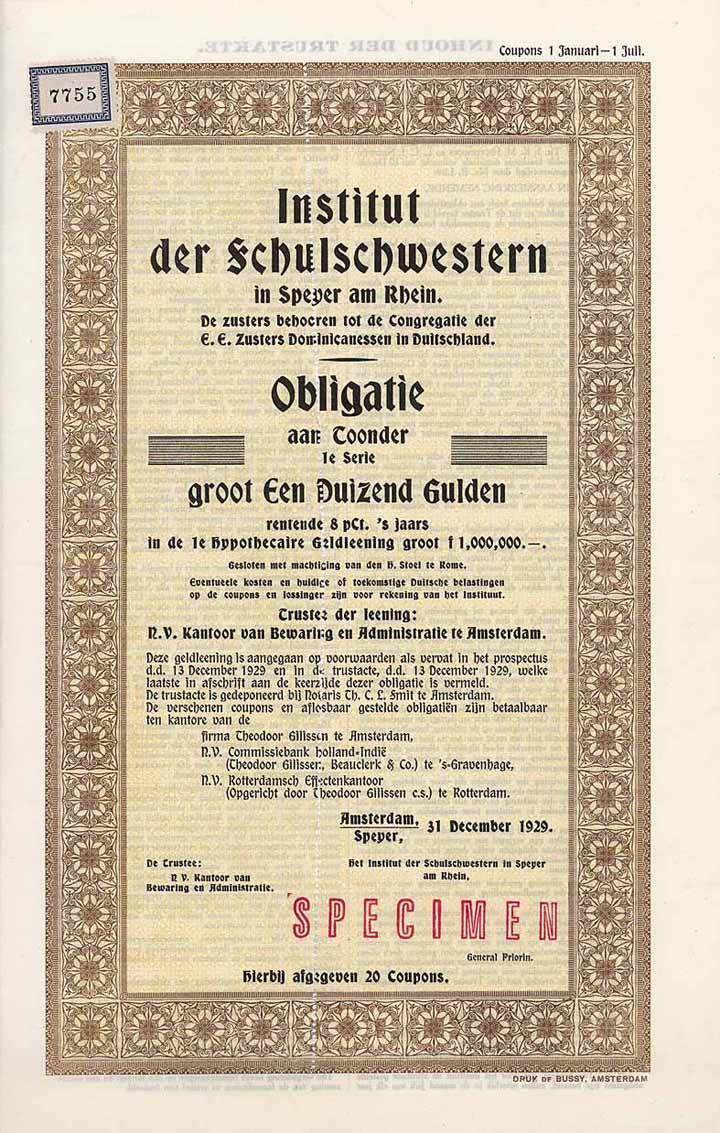 Coupons 1 Januari—1 Juli.
7755
Institut
der Schulschwestern
in Speyer am Rhein.
De zusters behooren tot de Congregatie der
E. E. Zusters Dominicanessen in Duitschland.
Obligatie
aan Toonder
1e Serie
groot Een Duizend Gulden
rentende 8 pCt. 's jaars
in de 1e Hypothecaire Geldleening groot f 1,000,000.—.
Gesloten met machtiging van den H. Stoel te Rome.
Eventueele kosten en huidige of toekomstige Duitsche belastingen
op de coupons en lossingen zijn voor rekening van het Instituut.
Trustee der leening:
N.V. Kantoor van Bewaring en Administratie te Amsterdam.
Deze geldleening is aangegaan op voorwaarden als vervat in het prospectus
d.d. 13 December 1929 en in de trustacte, d.d. 13 December 1929, welke
laatste in afschrift aan de keerzijde dezer obligatie is vermeld.
De trustacte is gedeponeerd bij Notaris Th. C. L. Smit te Amsterdam.
De verschenen coupons en aflosbaar gestelde obligatiën zijn betaalbaar
ten kantore van de
firma Theodoor Gilissen te Amsterdam,
N.V. Commissiebank Holland-Indië
(Theodoor Gilissen, Beauclerk & Co.) te 's-Gravenhage,
N.V. Rotterdamsch Effectenkantoor
(Opgericht door Theodoor Gilissen c.s.) te Rotterdam.
Amsterdam,
Speyer, 31 December 1929.
De Trustee:
N V. Kantoor van
Bewaring en Administratie.
Het Institut der Schulschwestern in Speyer
am Rhein,
SPECIMEN
General Priorin.
Hierbij afgegeven 20 Coupons.
DRUK DE BUSSY, AMSTERDAM
INHOUD DER TRUSTAKTE.